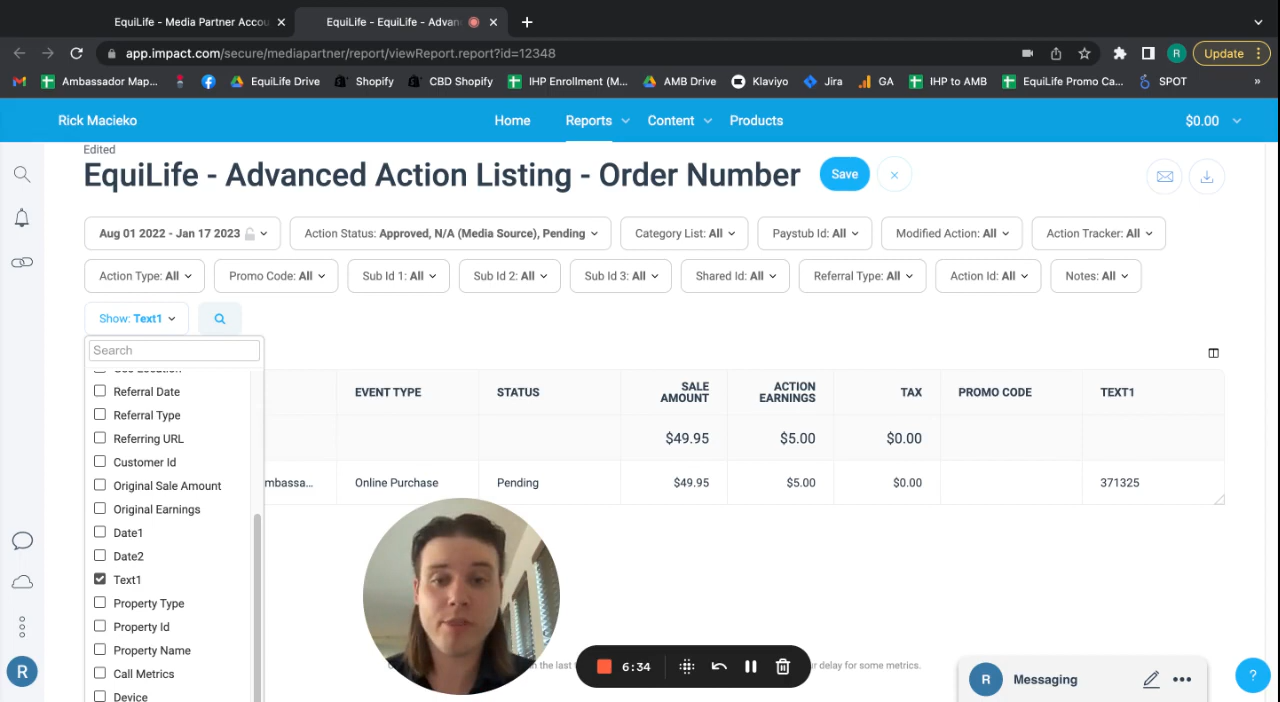 EquiLife - Media Partner Accou
EquiLife - EquiLife - Advan
app.impact.com/secure/mediapartner/report/viewReport.report?id=12348
R
Update
Ambassador Map...
EquiLife Drive
Shopify
CBD Shopify
IHP Enrollment (M...
AMB Drive
Klaviyo
Jira
GA
IHP to AMB
EquiLife Promo Ca...
SPOT
»
Rick Macieko
Home
Reports
Content
Products
$0.00
Edited
EquiLife - Advanced Action Listing - Order Number
Save
Aug 01 2022 - Jan 17 2023
Action Status: Approved, N/A (Media Source), Pending
Category List: All
Paystub Id: All
Modified Action: All
Action Tracker: All
Action Type: All
Promo Code: All
Sub Id 1: All
Sub Id 2: All
Sub Id 3: All
Shared Id: All
Referral Type: All
Action Id: All
Notes: All
Show: Text1
Search
Referral Date
Referral Type
Referring URL
Customer Id
Original Sale Amount
Original Earnings
Date1
Date2
Text1
Property Type
Property Id
Property Name
Call Metrics
Device
EVENT TYPE
STATUS
SALE AMOUNT
ACTION EARNINGS
TAX
PROMO CODE
TEXT1
$49.95
$5.00
$0.00
mbassa...
Online Purchase
Pending
$49.95
$5.00
$0.00
371325
6:34
delay for some metrics.
R
R
Messaging
?